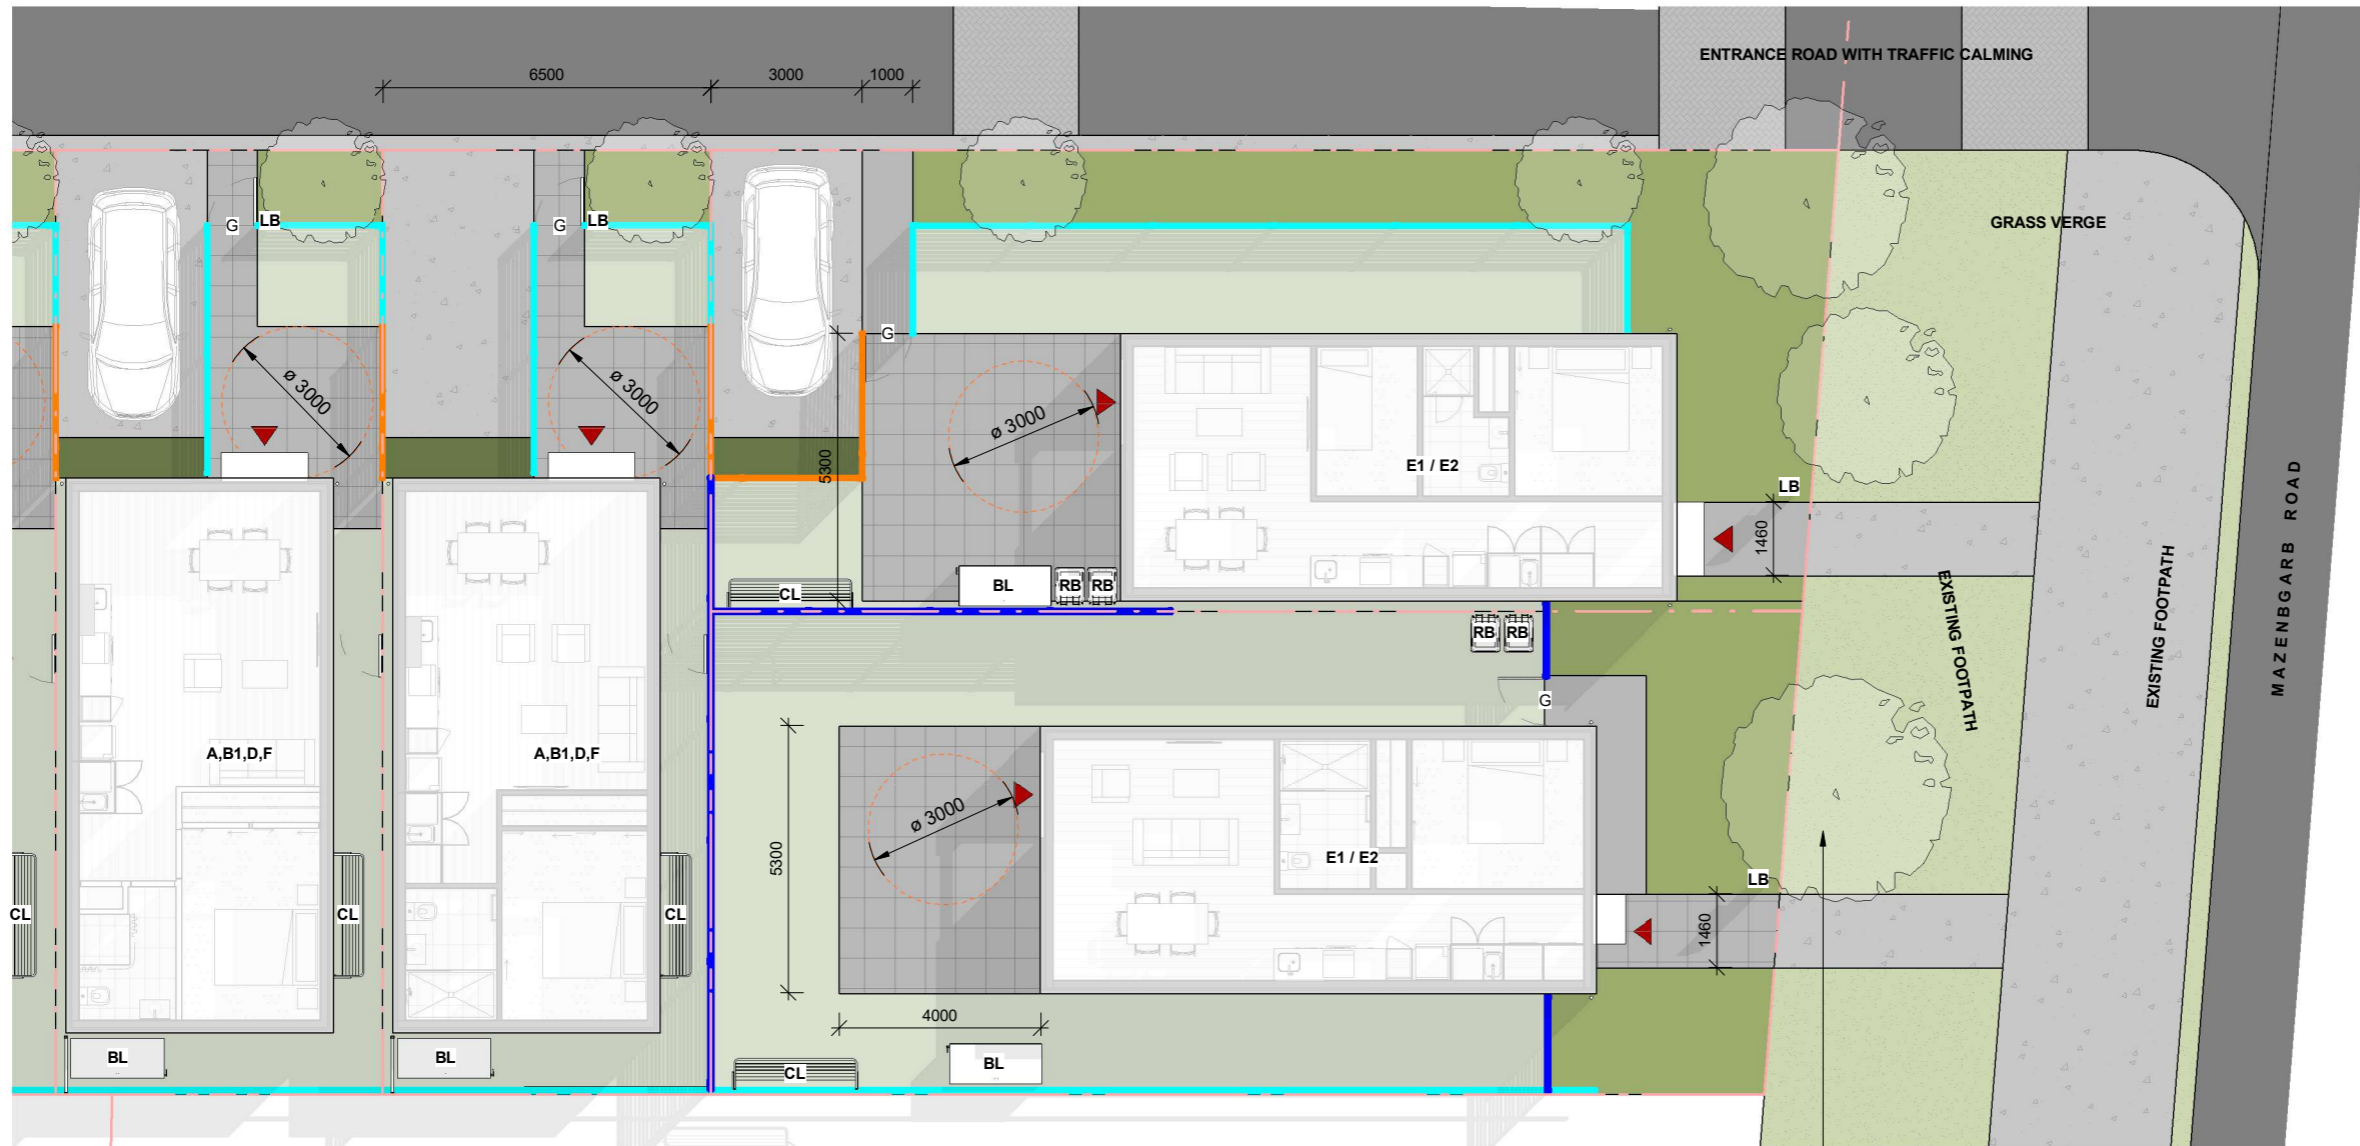 ENTRANCE ROAD WITH TRAFFIC CALMING
6500
3000
1000
G
LB
G
LB
GRASS VERGE
G
ø 3000
ø 3000
ø 3000
5300
E1 / E2
LB
1460
MAZENBGARB ROAD
EXISTING FOOTPATH
EXISTING FOOTPATH
CL
BL
RB
RB
RB
RB
G
A,B1,D,F
A,B1,D,F
ø 3000
5300
E1 / E2
LB
1460
CL
CL
CL
4000
BL
BL
CL
BL